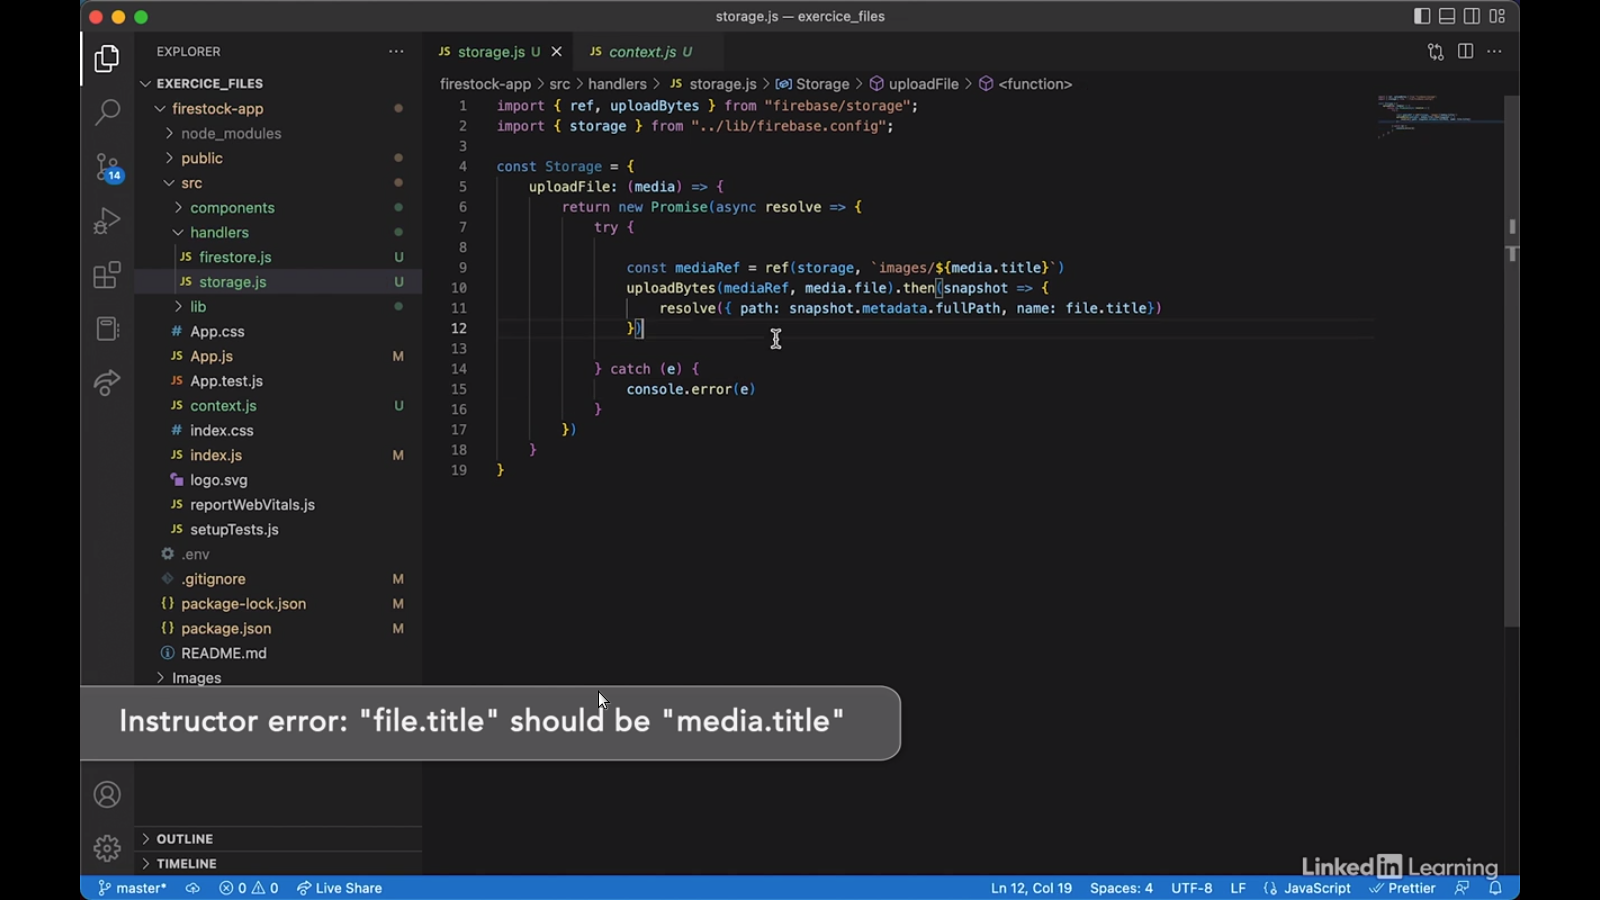 storage.js — exercice_files
EXPLORER
EXERCICE_FILES
firestock-app
node_modules
public
src
components
handlers
JS firestore.js U
JS storage.js U
lib
# App.css
JS App.js M
JS App.test.js
JS context.js U
# index.css
JS index.js M
logo.svg
JS reportWebVitals.js
JS setupTests.js
.env
.gitignore M
{} package-lock.json M
{} package.json M
README.md
Images
14
OUTLINE
TIMELINE
JS storage.js U
JS context.js U
firestock-app > src > handlers > JS storage.js > Storage > uploadFile > <function>
1 import { ref, uploadBytes } from "firebase/storage";
2 import { storage } from "../lib/firebase.config";
3
4 const Storage = {
5 uploadFile: (media) => {
6 return new Promise(async resolve => {
7 try {
8
9 const mediaRef = ref(storage, `images/${media.title}`)
10 uploadBytes(mediaRef, media.file).then(snapshot => {
11 resolve({ path: snapshot.metadata.fullPath, name: file.title})
12 })
13
14 } catch (e) {
15 console.error(e)
16 }
17 })
18 }
19 }
Instructor error: "file.title" should be "media.title"
LinkedIn Learning
master* 0 0 Live Share
Ln 12, Col 19 Spaces: 4 UTF-8 LF {} JavaScript Prettier